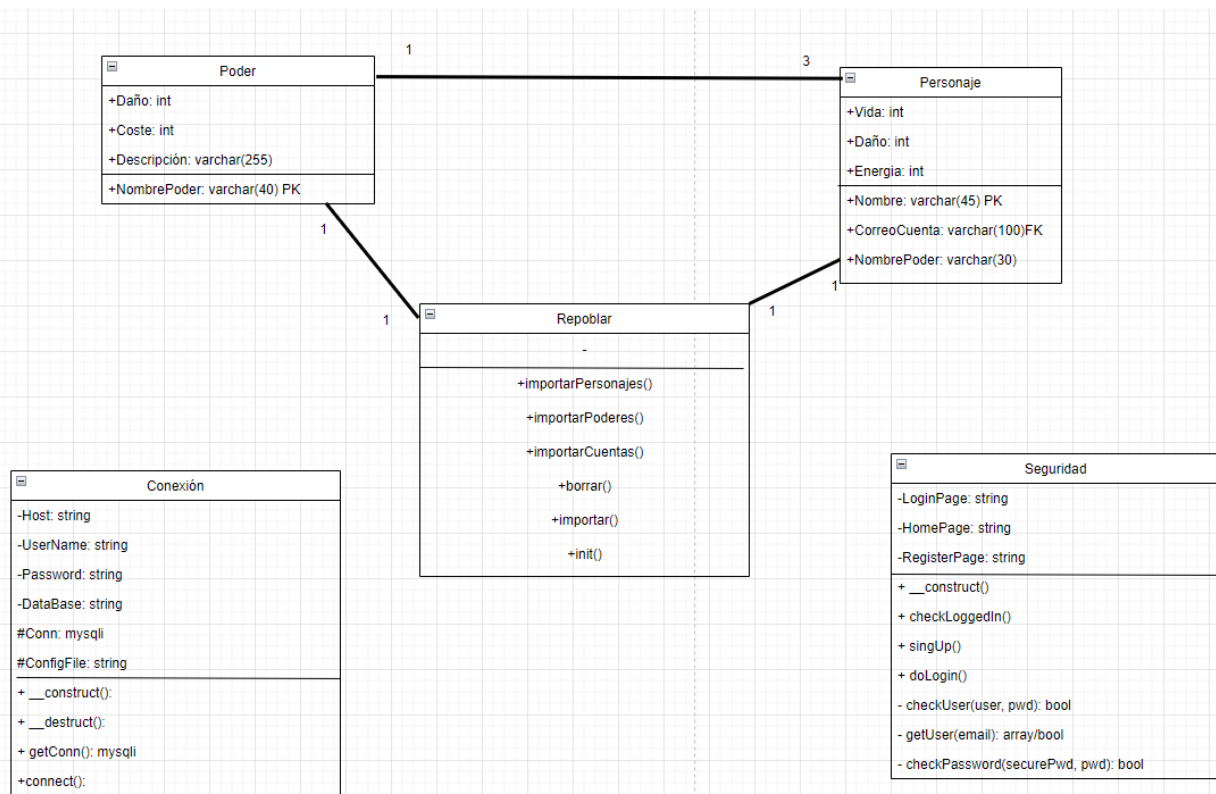 1
3
Poder
+Daño: int
+Coste: int
+Descripción: varchar(255)
+NombrePoder: varchar(40) PK
Personaje
+Vida: int
+Daño: int
+Energia: int
+Nombre: varchar(45) PK
+CorreoCuenta: varchar(100)FK
+NombrePoder: varchar(30)
1
1
1
1
Repoblar
-
+importarPersonajes()
+importarPoderes()
+importarCuentas()
+borrar()
+importar()
+init()
Conexión
-Host: string
-UserName: string
-Password: string
-DataBase: string
#Conn: mysqli
#ConfigFile: string
+ __construct():
+ __destruct():
+ getConn(): mysqli
+connect():
Seguridad
-LoginPage: string
-HomePage: string
-RegisterPage: string
+ __construct()
+ checkLoggedIn()
+ singUp()
+ doLogin()
- checkUser(user, pwd): bool
- getUser(email): array/bool
- checkPassword(securePwd, pwd): bool